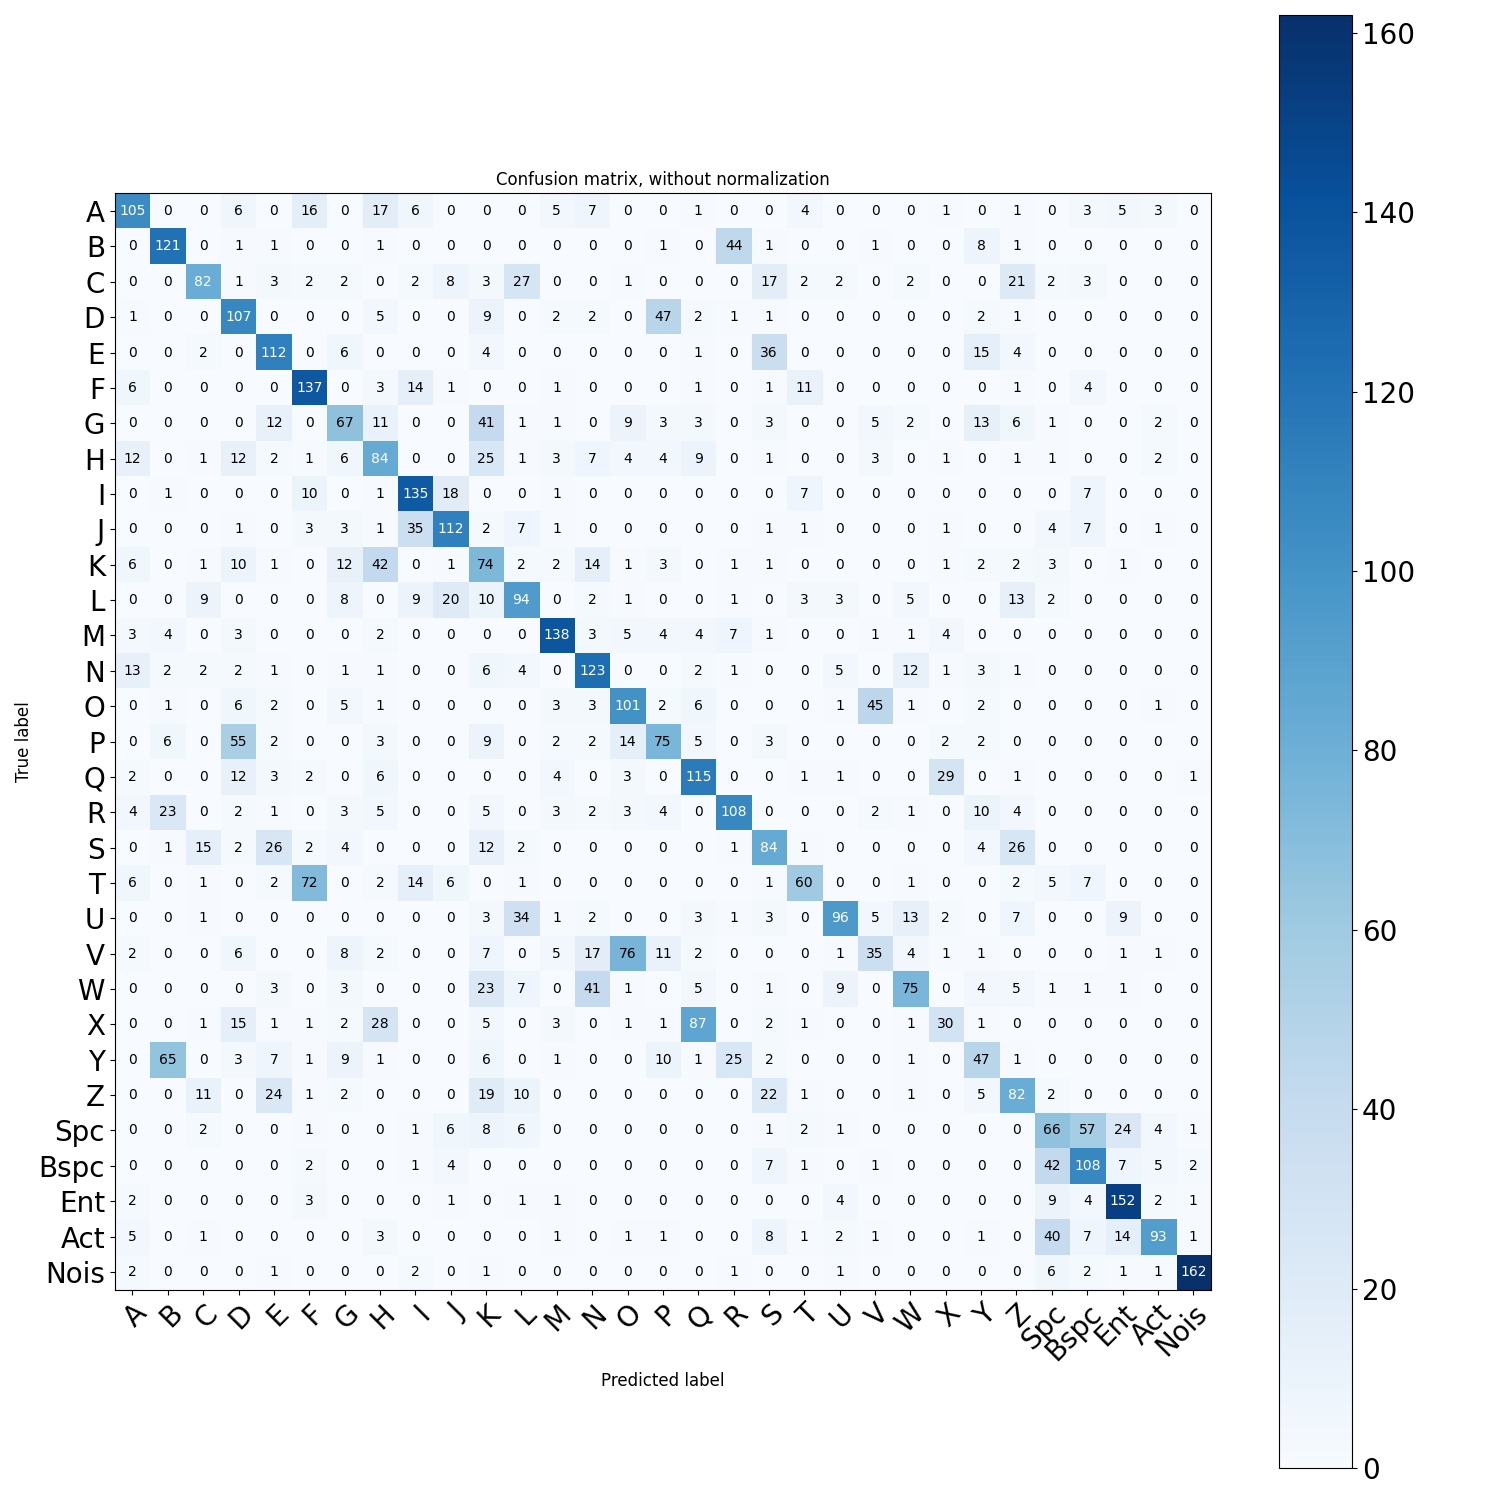 Confusion matrix, without normalization
True label
A 105 0 0 6 0 16 0 17 6 0 0 0 5 7 0 0 1 0 0 4 0 0 0 1 0 1 0 3 5 3 0
B 0 121 0 1 1 0 0 1 0 0 0 0 0 0 0 1 0 44 1 0 0 1 0 0 8 1 0 0 0 0 0
C 0 0 82 1 3 2 2 0 2 8 3 27 0 0 1 0 0 0 17 2 2 0 2 0 0 21 2 3 0 0 0
D 1 0 0 107 0 0 0 5 0 0 9 0 2 2 0 47 2 1 1 0 0 0 0 0 2 1 0 0 0 0 0
E 0 0 2 0 112 0 6 0 0 0 4 0 0 0 0 0 1 0 36 0 0 0 0 0 15 4 0 0 0 0 0
F 6 0 0 0 0 137 0 3 14 1 0 0 1 0 0 0 1 0 1 11 0 0 0 0 0 1 0 4 0 0 0
G 0 0 0 0 12 0 67 11 0 0 41 1 1 0 9 3 3 0 3 0 0 5 2 0 13 6 1 0 0 2 0
H 12 0 1 12 2 1 6 84 0 0 25 1 3 7 4 4 9 0 1 0 0 3 0 1 0 1 1 0 0 2 0
I 0 1 0 0 0 10 0 1 135 18 0 0 1 0 0 0 0 0 0 7 0 0 0 0 0 0 0 7 0 0 0
J 0 0 0 1 0 3 3 1 35 112 2 7 1 0 0 0 0 0 1 1 0 0 0 1 0 0 4 7 0 1 0
K 6 0 1 10 1 0 12 42 0 1 74 2 2 14 1 3 0 1 1 0 0 0 0 1 2 2 3 0 1 0 0
L 0 0 9 0 0 0 8 0 9 20 10 94 0 2 1 0 0 1 0 3 3 0 5 0 0 13 2 0 0 0 0
M 3 4 0 3 0 0 0 2 0 0 0 0 138 3 5 4 4 7 1 0 0 1 1 4 0 0 0 0 0 0 0
N 13 2 2 2 1 0 1 1 0 0 6 4 0 123 0 0 2 1 0 0 5 0 12 1 3 1 0 0 0 0 0
O 0 1 0 6 2 0 5 1 0 0 0 0 3 3 101 2 6 0 0 0 1 45 1 0 2 0 0 0 0 1 0
P 0 6 0 55 2 0 0 3 0 0 9 0 2 2 14 75 5 0 3 0 0 0 0 2 2 0 0 0 0 0 0
Q 2 0 0 12 3 2 0 6 0 0 0 0 4 0 3 0 115 0 0 1 1 0 0 29 0 1 0 0 0 0 1
R 4 23 0 2 1 0 3 5 0 0 5 0 3 2 3 4 0 108 0 0 0 2 1 0 10 4 0 0 0 0 0
S 0 1 15 2 26 2 4 0 0 0 12 2 0 0 0 0 0 1 84 1 0 0 0 0 4 26 0 0 0 0 0
T 6 0 1 0 2 72 0 2 14 6 0 1 0 0 0 0 0 0 1 60 0 0 1 0 0 2 5 7 0 0 0
U 0 0 1 0 0 0 0 0 0 0 3 34 1 2 0 0 3 1 3 0 96 5 13 2 0 7 0 0 9 0 0
V 2 0 0 6 0 0 8 2 0 0 7 0 5 17 76 11 2 0 0 0 1 35 4 1 1 0 0 0 1 1 0
W 0 0 0 0 3 0 3 0 0 0 23 7 0 41 1 0 5 0 1 0 9 0 75 0 4 5 1 1 1 0 0
X 0 0 1 15 1 1 2 28 0 0 5 0 3 0 1 1 87 0 2 1 0 0 1 30 1 0 0 0 0 0 0
Y 0 65 0 3 7 1 9 1 0 0 6 0 1 0 0 10 1 25 2 0 0 0 1 0 47 1 0 0 0 0 0
Z 0 0 11 0 24 1 2 0 0 0 19 10 0 0 0 0 0 0 22 1 0 0 1 0 5 82 2 0 0 0 0
Spc 0 0 2 0 0 1 0 0 1 6 8 6 0 0 0 0 0 0 1 2 1 0 0 0 0 0 66 57 24 4 1
Bspc 0 0 0 0 0 2 0 0 1 4 0 0 0 0 0 0 0 0 7 1 0 1 0 0 0 0 42 108 7 5 2
Ent 2 0 0 0 0 3 0 0 0 1 0 1 1 0 0 0 0 0 0 0 4 0 0 0 0 0 9 4 152 2 1
Act 5 0 1 0 0 0 0 3 0 0 0 0 1 0 1 1 0 0 8 1 2 1 0 0 1 0 40 7 14 93 1
Nois 2 0 0 0 1 0 0 0 2 0 1 0 0 0 0 0 0 1 0 0 1 0 0 0 0 0 6 2 1 1 162
A B C D E F G H I J K L M N O P Q R S T U V W X Y Z Spc Bspc Ent Act Nois
Predicted label
160
140
120
100
80
60
40
20
0